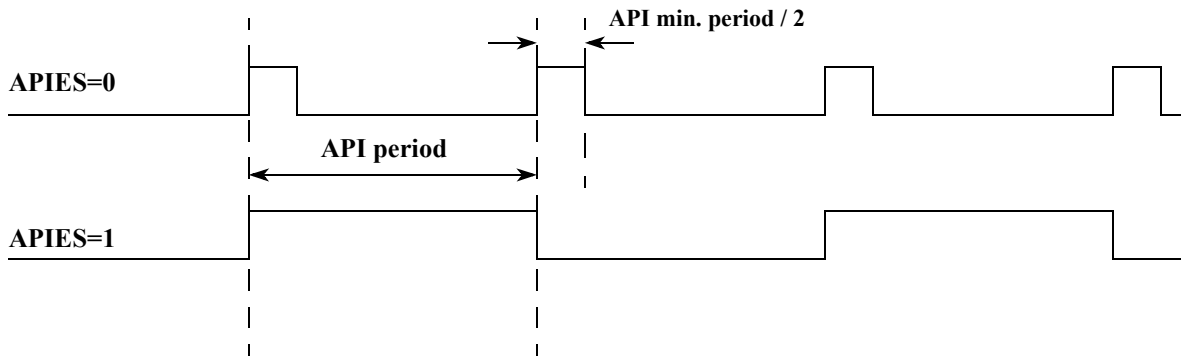 API min. period / 2
APIES=0
API period
APIES=1